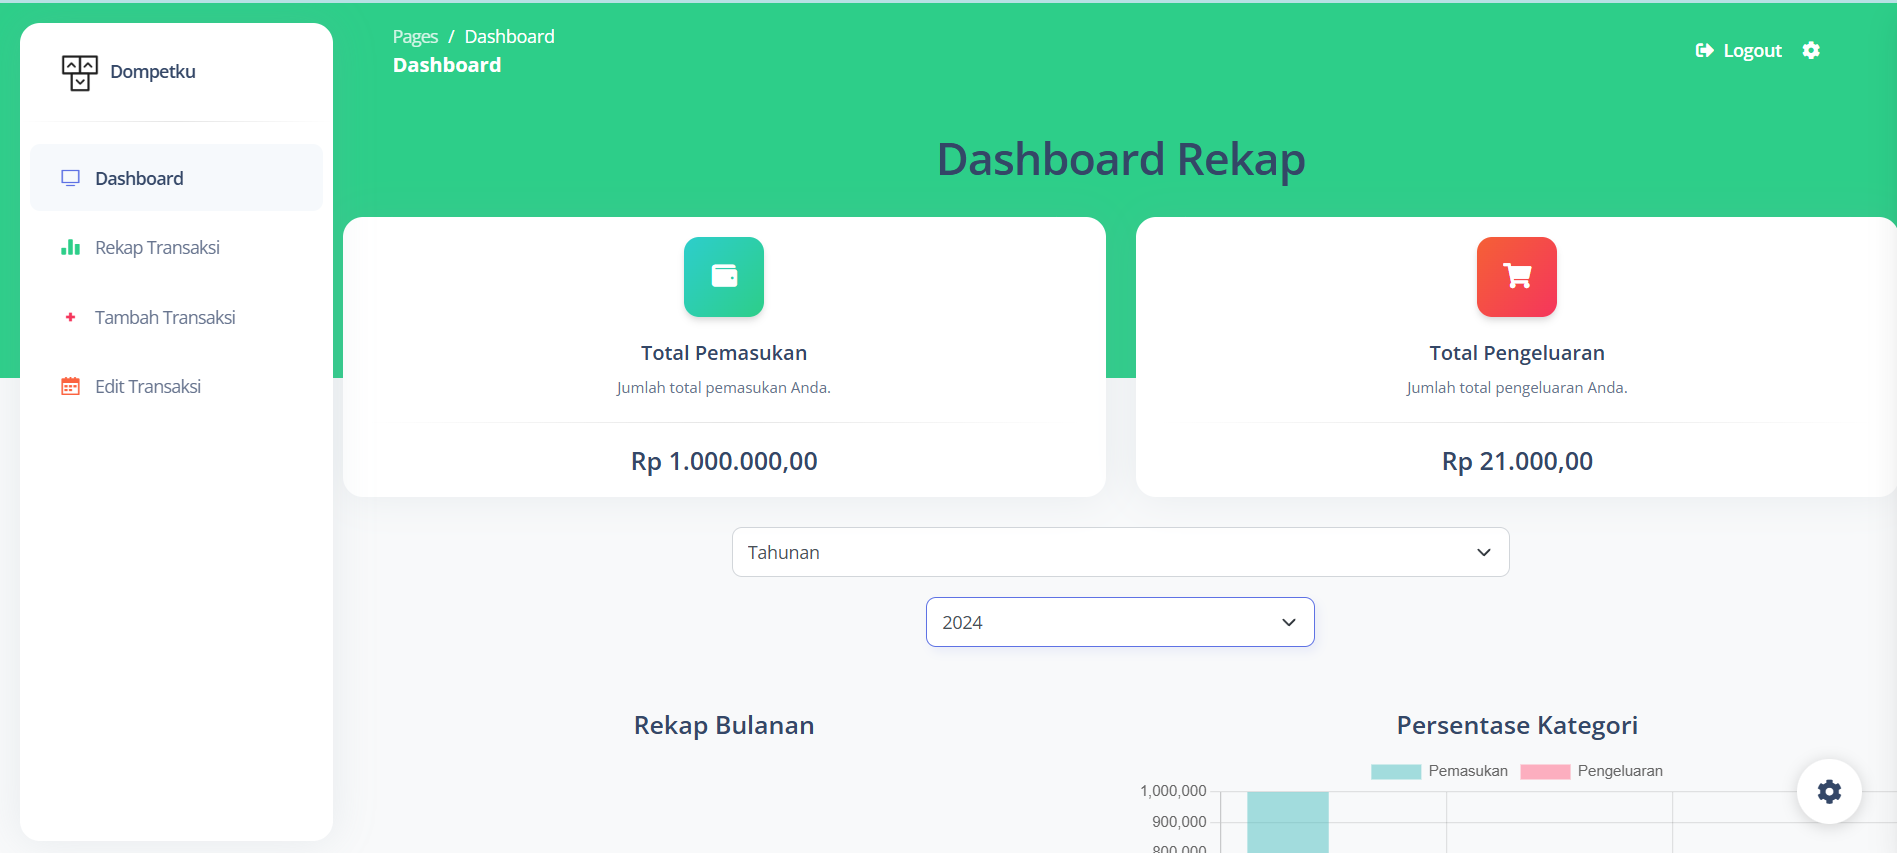 Dompetku
Dashboard
Rekap Transaksi
Tambah Transaksi
Edit Transaksi
Pages / Dashboard
Dashboard
Logout
Dashboard Rekap
Total Pemasukan
Jumlah total pemasukan Anda.
Rp 1.000.000,00
Total Pengeluaran
Jumlah total pengeluaran Anda.
Rp 21.000,00
Tahunan
2024
Rekap Bulanan
Persentase Kategori
Pemasukan Pengeluaran
1,000,000
900,000
800,000